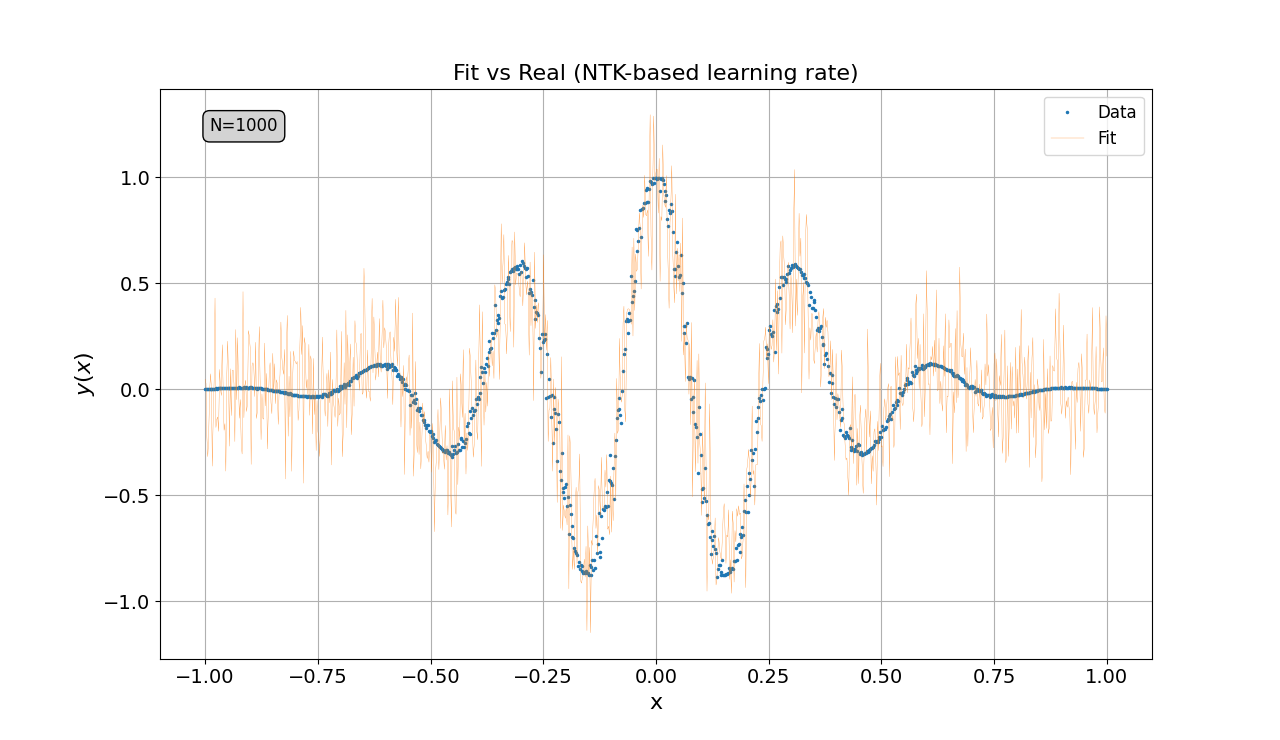 Fit vs Real (NTK-based learning rate)
N=1000
Data
Fit
1.0
0.5
0.0
−0.5
−1.0
y(x)
−1.00 −0.75 −0.50 −0.25 0.00 0.25 0.50 0.75 1.00
x